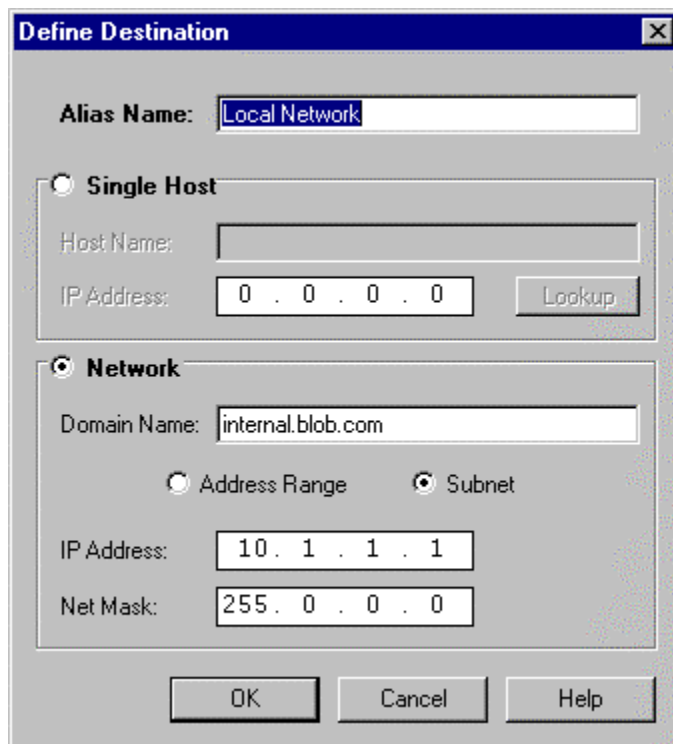 Define Destination
Alias Name: Local Network
Single Host
Host Name:
IP Address: 0 . 0 . 0 . 0 Lookup
Network
Domain Name: internal.blob.com
Address Range Subnet
IP Address: 10 . 1 . 1 . 1
Net Mask: 255 . 0 . 0 . 0
OK Cancel Help